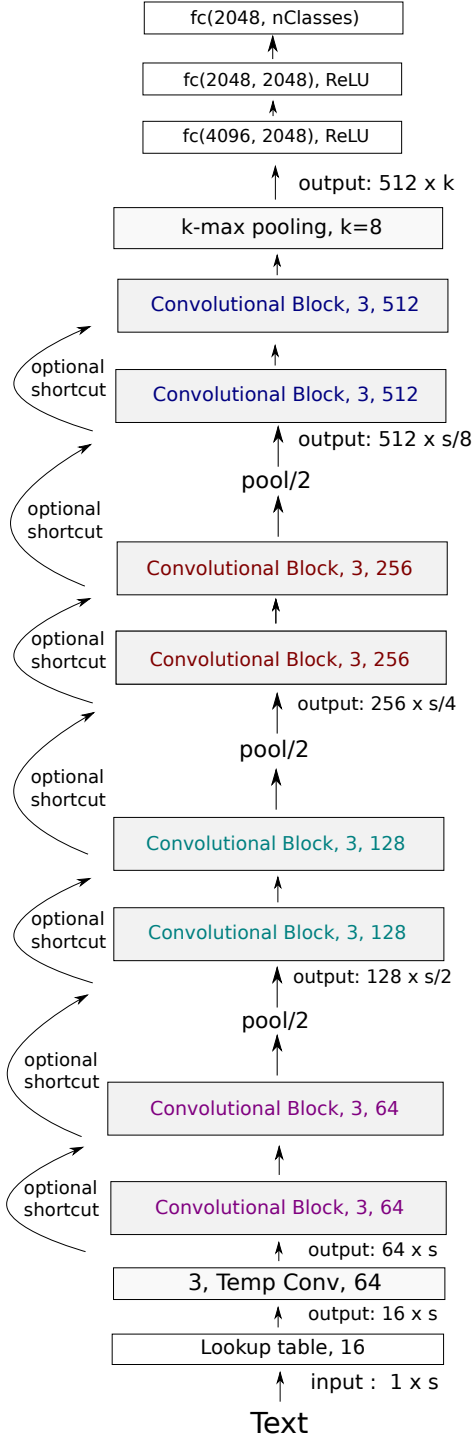 fc(2048, nClasses)
fc(2048, 2048), ReLU
fc(4096, 2048), ReLU
output: 512 x k
k-max pooling, k=8
Convolutional Block, 3, 512
optional
shortcut
Convolutional Block, 3, 512
output: 512 x s/8
pool/2
optional
shortcut
Convolutional Block, 3, 256
optional
shortcut
Convolutional Block, 3, 256
output: 256 x s/4
pool/2
optional
shortcut
Convolutional Block, 3, 128
optional
shortcut
Convolutional Block, 3, 128
output: 128 x s/2
pool/2
optional
shortcut
Convolutional Block, 3, 64
optional
shortcut
Convolutional Block, 3, 64
output: 64 x s
3, Temp Conv, 64
output: 16 x s
Lookup table, 16
input : 1 x s
Text